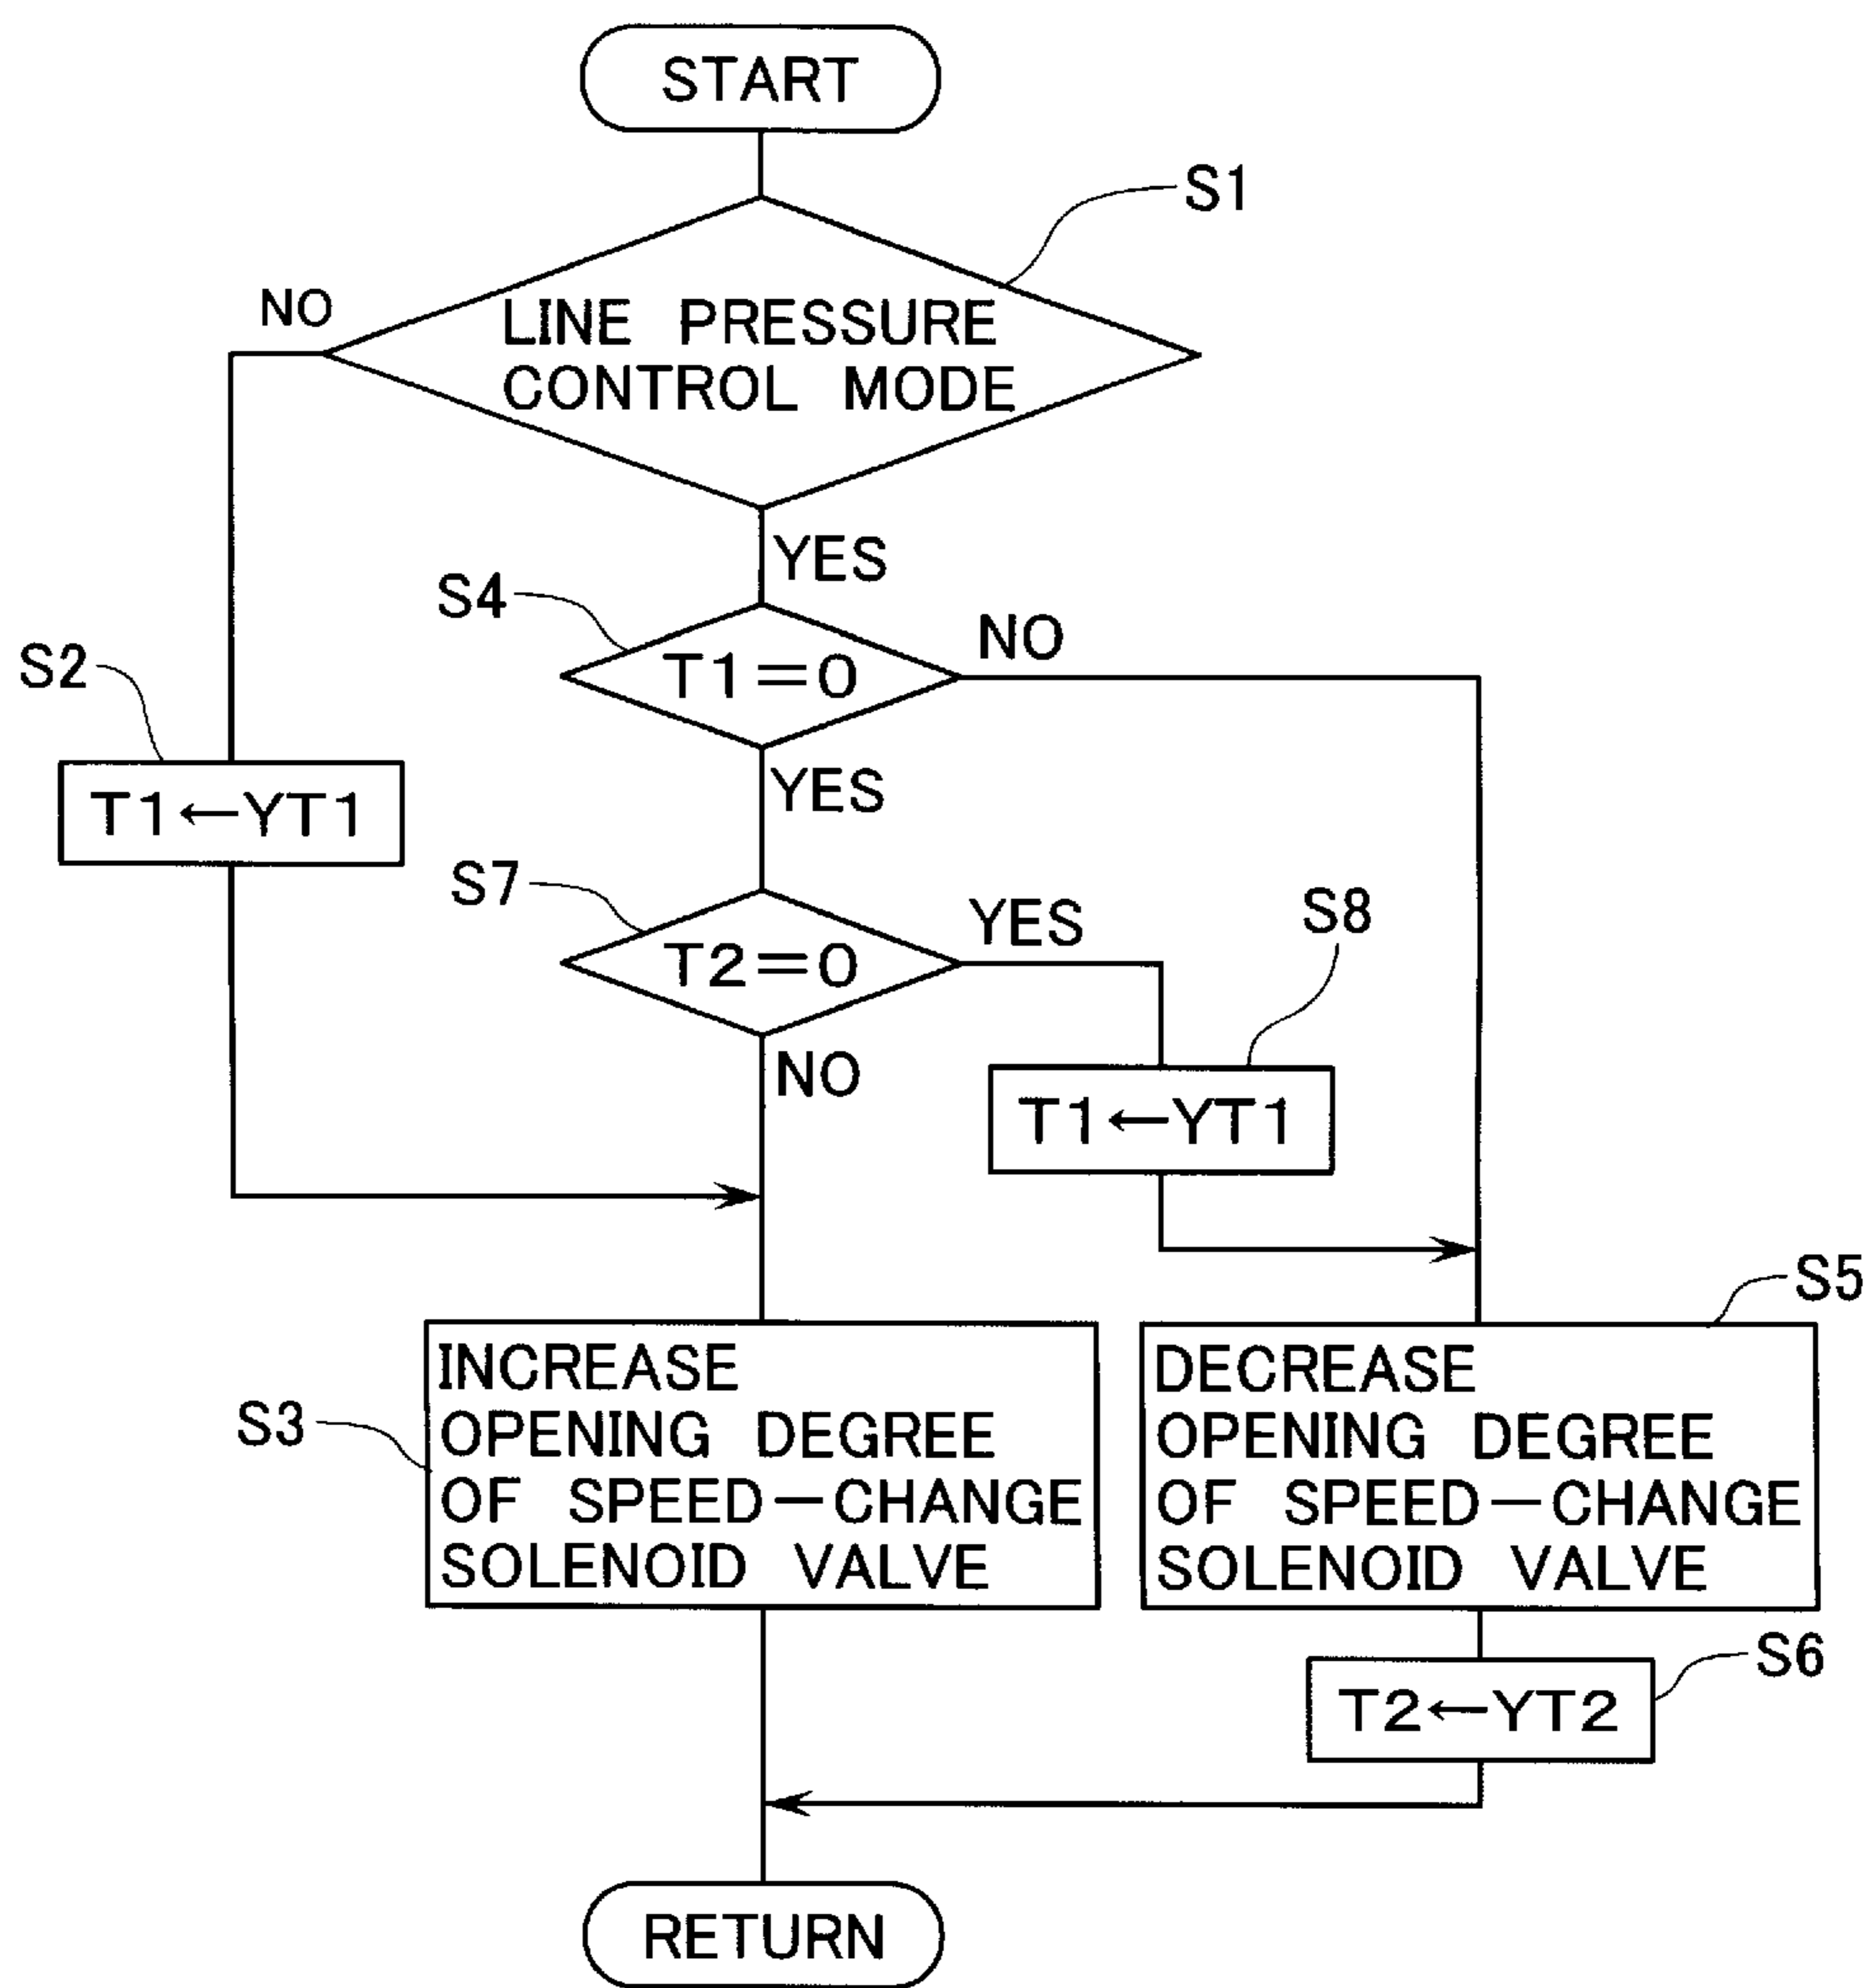 START
S1
NO
LINE PRESSURE
CONTROL MODE
YES
S4
NO
S2
T1=0
T1←YT1
YES
S7
YES
S8
T2=0
NO
T1←YT1
S5
INCREASE
OPENING DEGREE
OF SPEED—CHANGE
SOLENOID VALVE
S3
DECREASE
OPENING DEGREE
OF SPEED—CHANGE
SOLENOID VALVE
S6
T2←YT2
RETURN